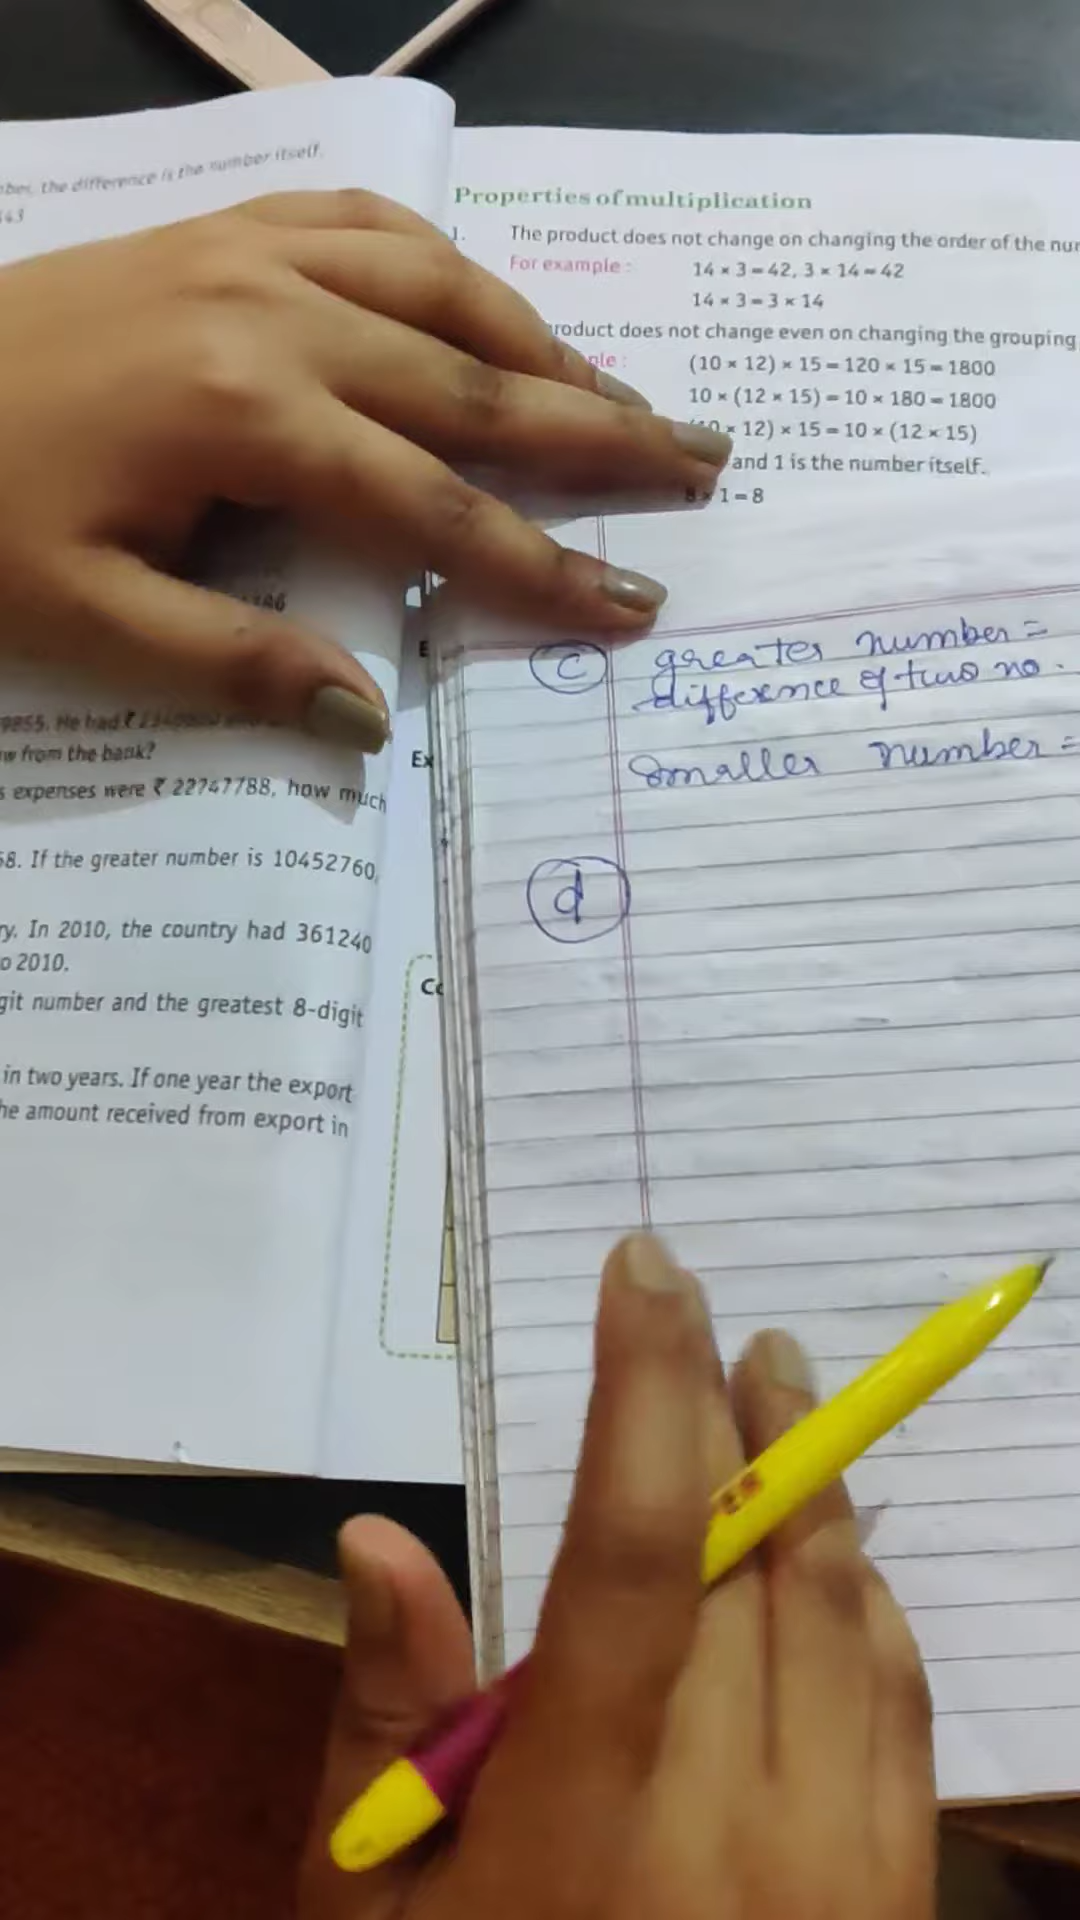 the difference is the number itself.
Properties of multiplication
1. The product does not change on changing the order of the
For example : 14 × 3 = 42, 3 × 14 = 42
14 × 3 = 3 × 14
product does not change even on changing the grouping
(10 × 12) × 15 = 120 × 15 = 1800
10 × (12 × 15) = 10 × 180 = 1800
× 12) × 15 = 10 × (12 × 15)
and 1 is the number itself.
8 × 1 = 8
9855. He had ₹
from the bank?
expenses were ₹ 22747788, how much
68. If the greater number is 10452760,
In 2010, the country had 361240
2010.
git number and the greatest 8-digit
in two years. If one year the export
amount received from export in
E
Ex
Co
c greater number =
difference of two no.
smaller number =
d